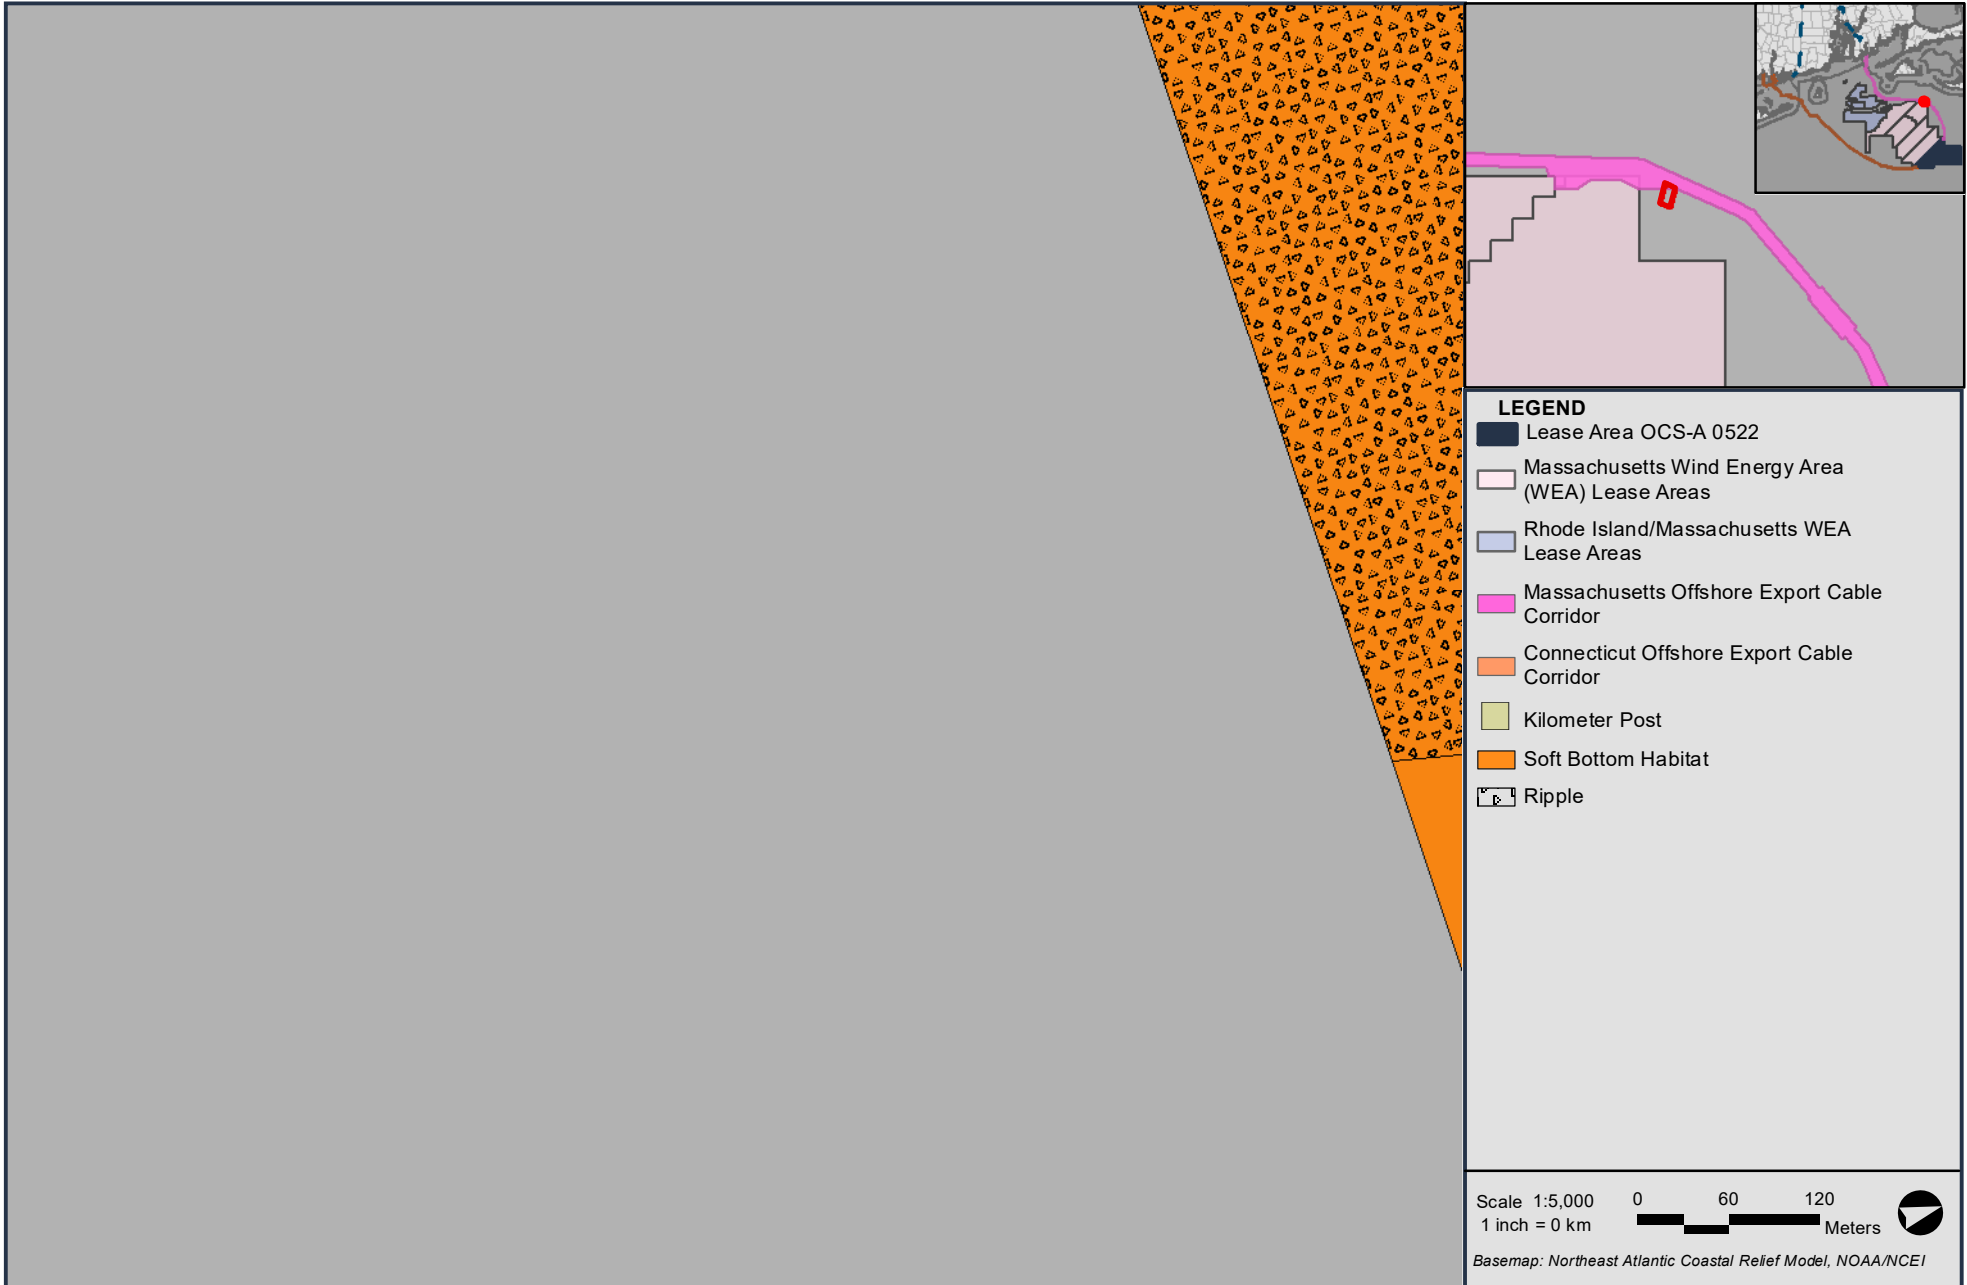 LEGEND
Lease Area OCS-A 0522
Massachusetts Wind Energy Area
(WEA) Lease Areas
Rhode Island/Massachusetts WEA
Lease Areas
Massachusetts Offshore Export Cable
Corridor
Connecticut Offshore Export Cable
Corridor
Kilometer Post
Soft Bottom Habitat
Ripple
Scale 1:5,000
1 inch = 0 km
0 60 120
Meters
Basemap: Northeast Atlantic Coastal Relief Model, NOAA/NCEI